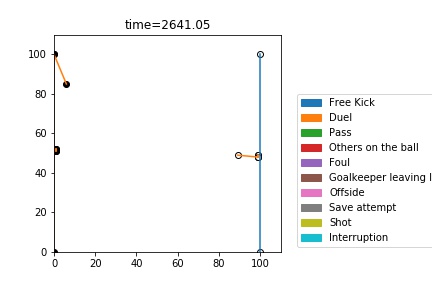 time=2641.05
100
80
60
40
20
0
0 20 40 60 80 100
Free Kick
Duel
Pass
Others on the ball
Foul
Goalkeeper leaving l
Offside
Save attempt
Shot
Interruption